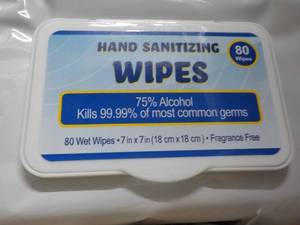 HAND SANITIZING
80
Wipes
WIPES
75% Alcohol
Kills 99.99% of most common germs
80 Wet Wipes • 7 in x 7 in (18 cm x 18 cm) • Fragrance Free